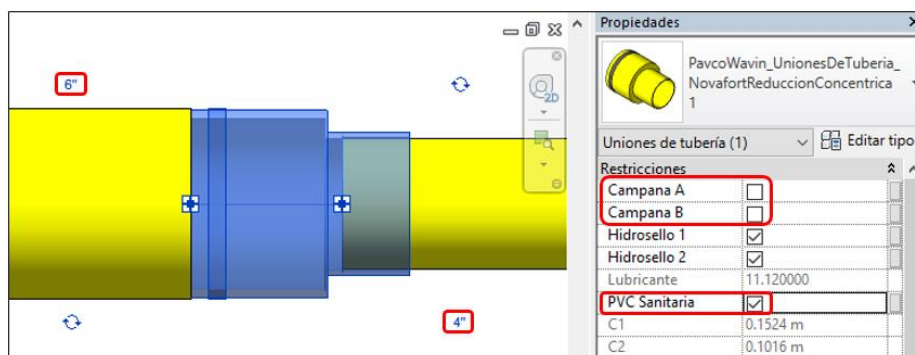 Propiedades
6"
2D
PavcoWavin_UnionesDeTuberia_
NovafortReduccionConcentrica
1
Uniones de tubería (1)
Editar tipo
Restricciones
Campana A
Campana B
Hidrosello 1
Hidrosello 2
Lubricante 11.120000
PVC Sanitaria
C1 0.1524 m
C2 0.1016 m
4"